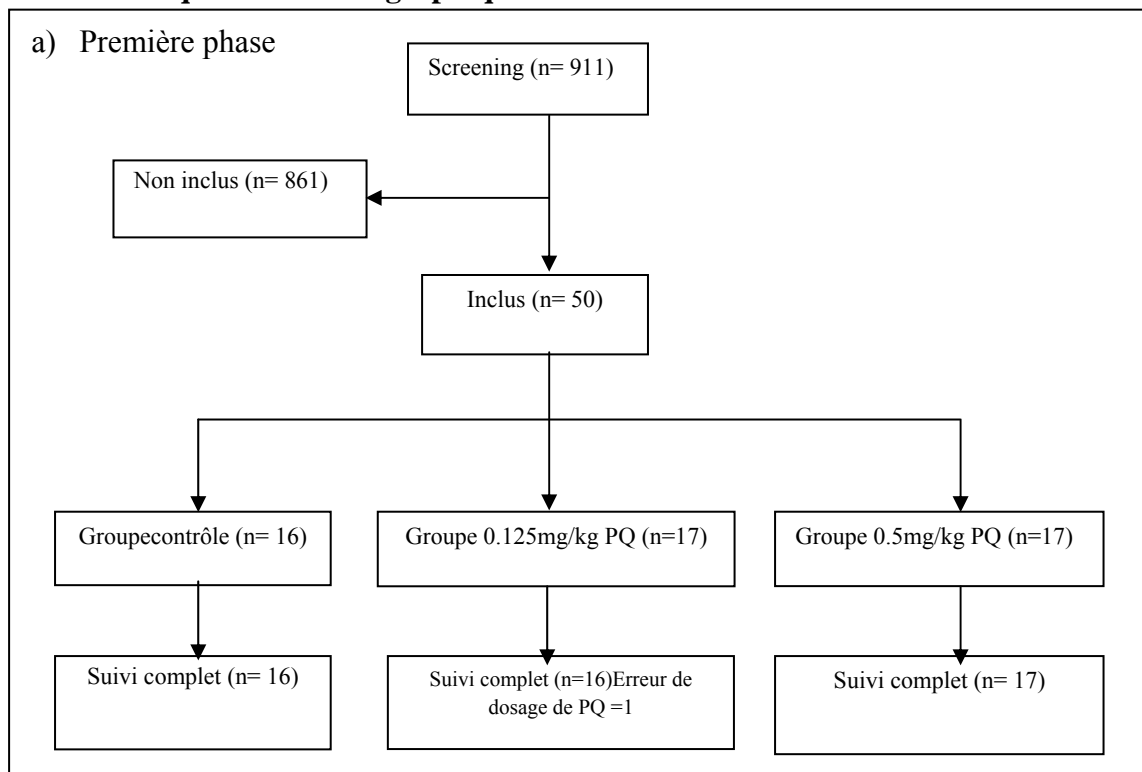 a) Première phase
Screening (n= 911)
Non inclus (n= 861)
Inclus (n= 50)
Groupecontrôle (n= 16)
Groupe 0.125mg/kg PQ (n=17)
Groupe 0.5mg/kg PQ (n=17)
Suivi complet (n= 16)
Suivi complet (n=16)Erreur de
dosage de PQ =1
Suivi complet (n= 17)